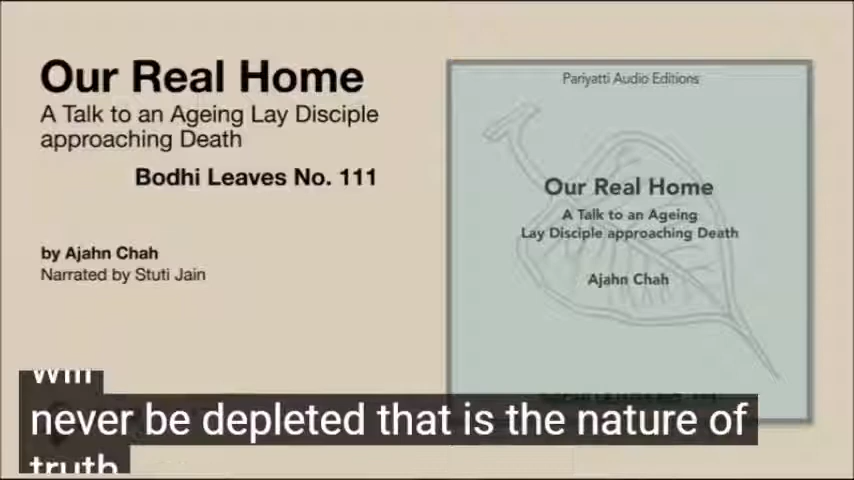 Our Real Home
A Talk to an Ageing Lay Disciple
approaching Death
Bodhi Leaves No. 111
by Ajahn Chah
Narrated by Stuti Jain
Pariyatti Audio Editions
Our Real Home
A Talk to an Ageing
Lay Disciple approaching Death
Ajahn Chah
will
never be depleted that is the nature of
truth